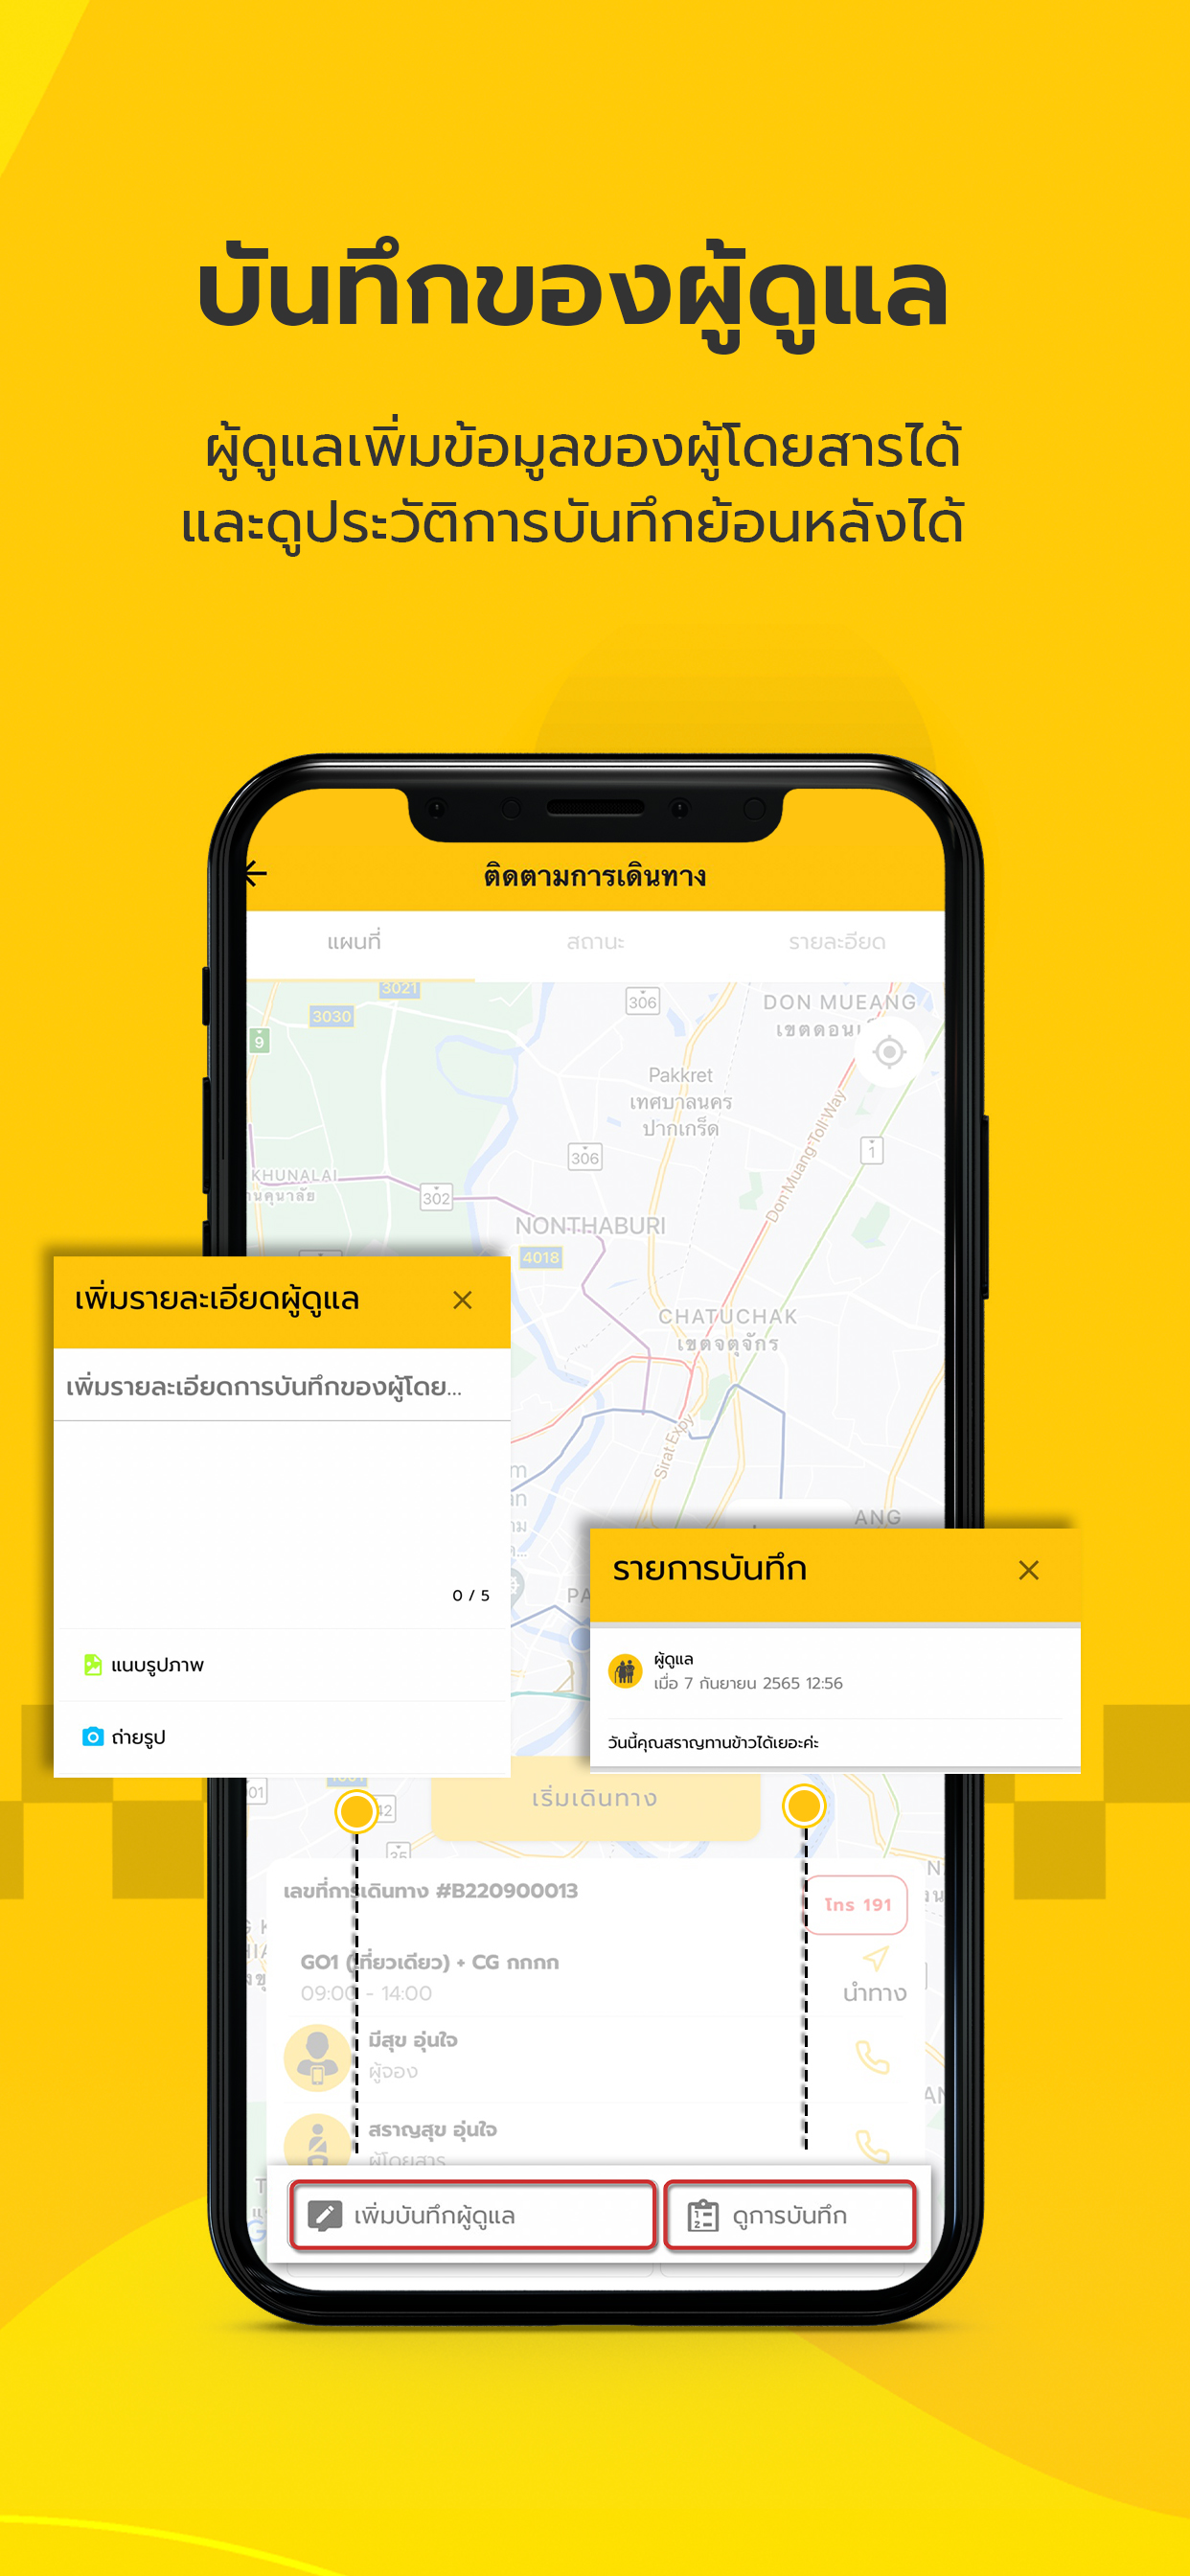 บันทึกของผู้ดูแล
ผู้ดูแลเพิ่มข้อมูลของผู้โดยสารได้
และดูประวัติการบันทึกย้อนหลังได้
ติดตามการเดินทาง
แผนที่
สถานะ
รายละอียด
3021
3030
306
DON MUEANG
9
Pakkret
เทศบาลนคร
ปากเกร็ด
Don Muang Toll Way
1
306
KHUNALAI
302
NONTHABURI
4018
CHATUCHAK
เขตจตุจักร
Sirat Expy
ANG
เพิ่มรายละเอียดผู้ดูแล
เพิ่มรายละเอียดการบันทึกของผู้โดย...
0 / 5
แนบรูปภาพ
ถ่ายรูป
รายการบันทึก
ผู้ดูแล
เมื่อ 7 กันยายน 2565 12:56
วันนี้คุณสราญทานข้าวได้เยอะค่ะ
เริ่มเดินทาง
35
เลขที่การเดินทาง #B220900013
โทร 191
GO1 (เที่ยวเดียว) + CG กกกก
09:00 - 14:00
นำทาง
มีสุข อุ่นใจ
ผู้จอง
สราญสุข อุ่นใจ
ผู้โดยสาร
เพิ่มบันทึกผู้ดูแล
ดูการบันทึก